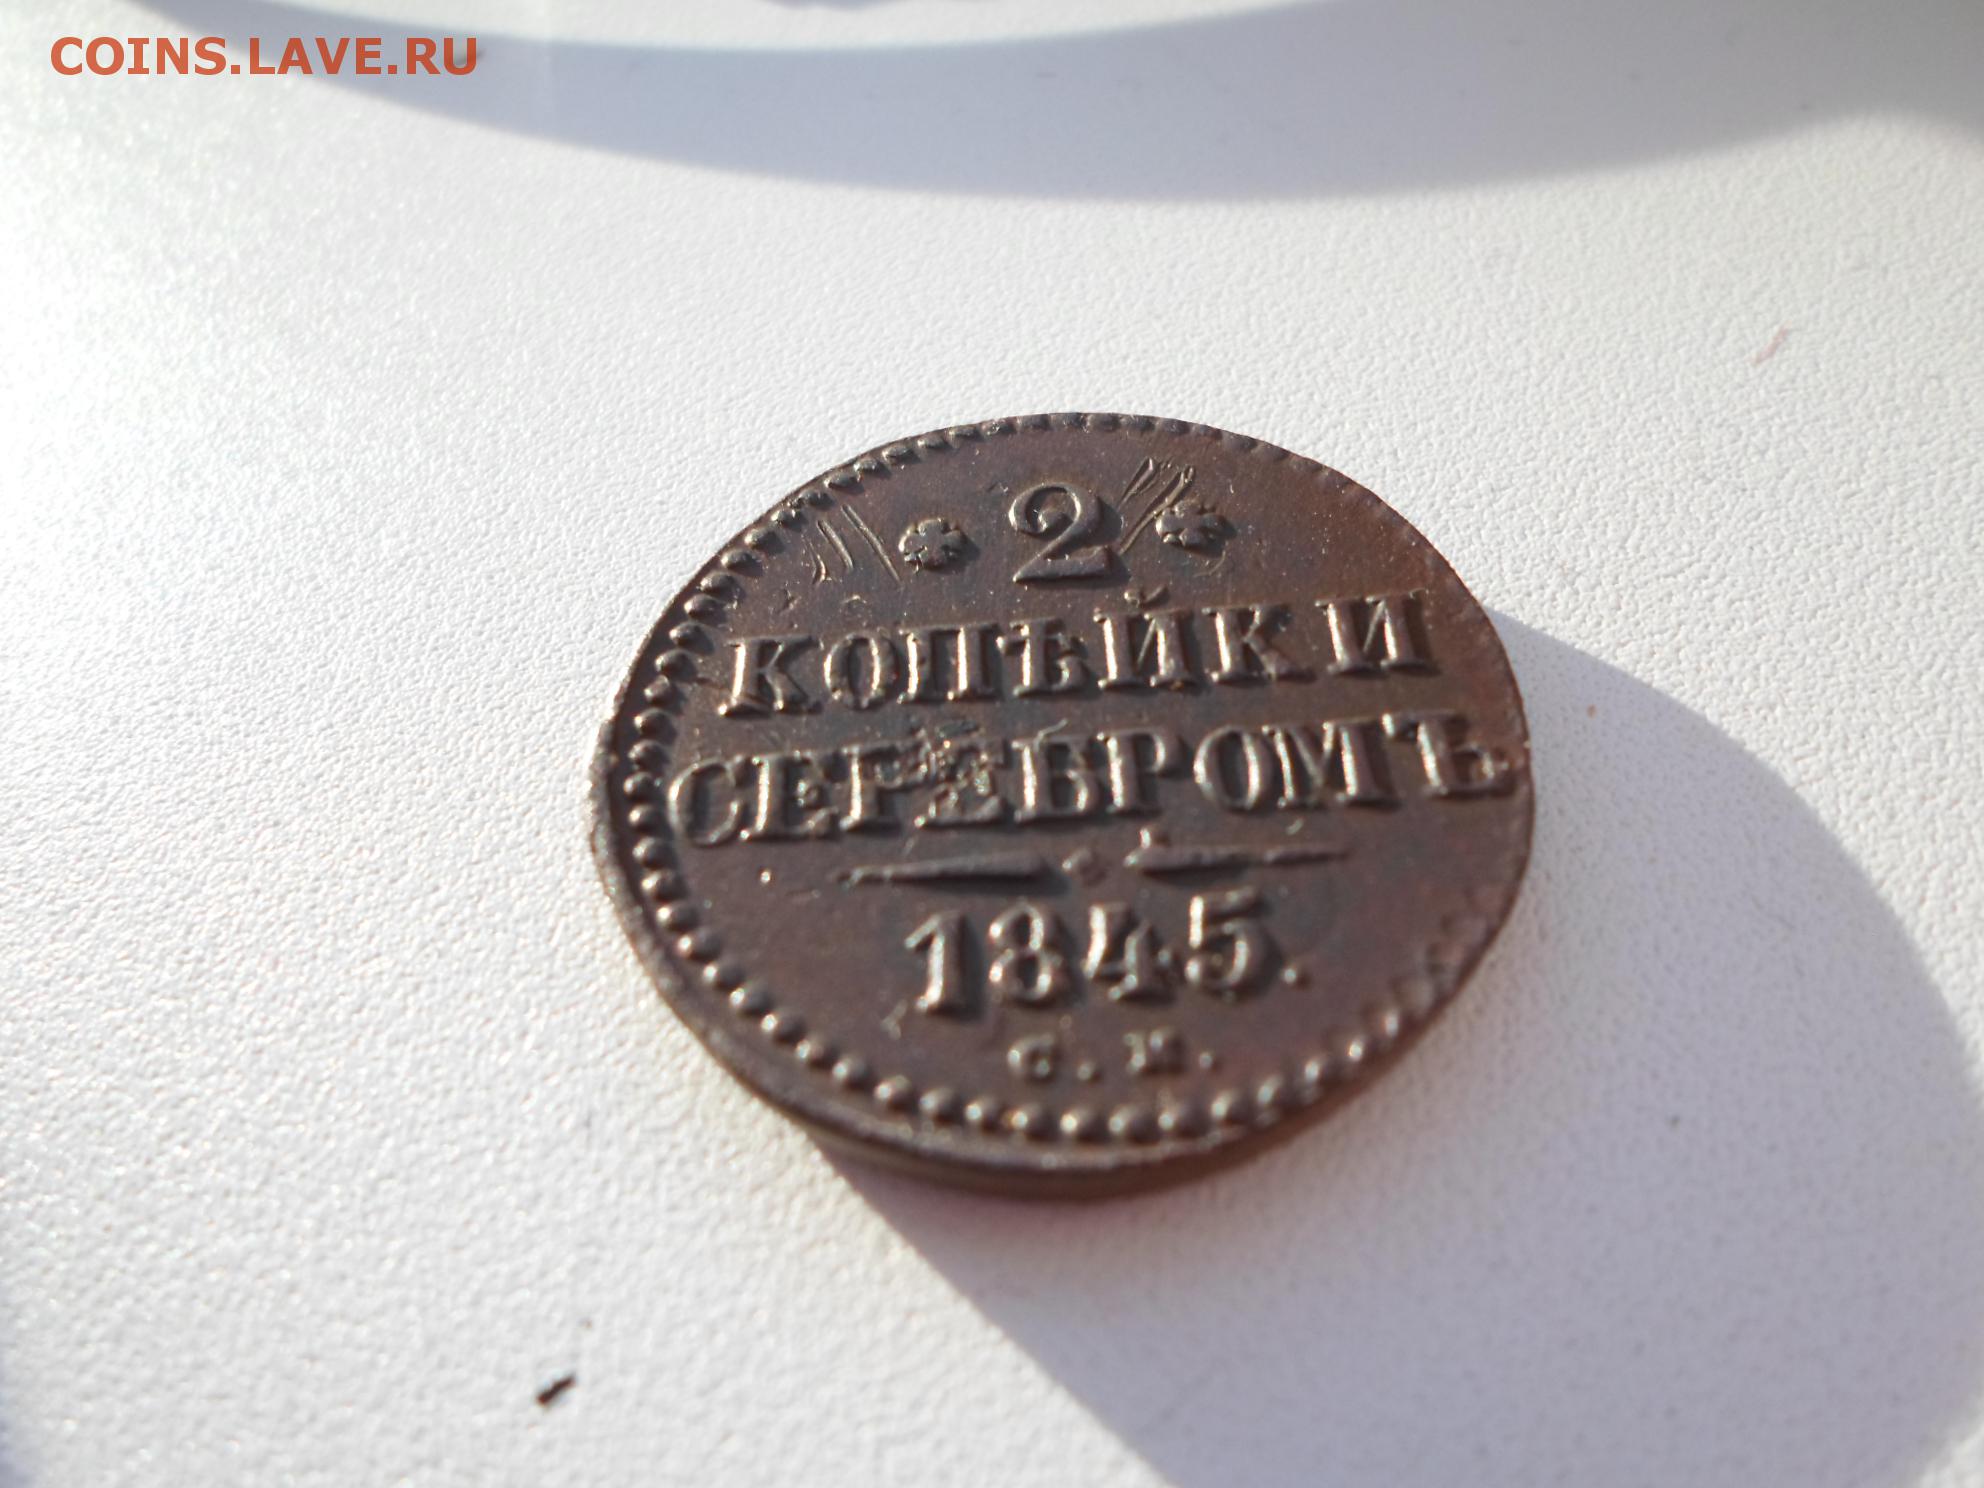 COINS.LAVE.RU
2
КОПѢЙКИ
СЕРЕБРОМЪ
1845.
С.М.